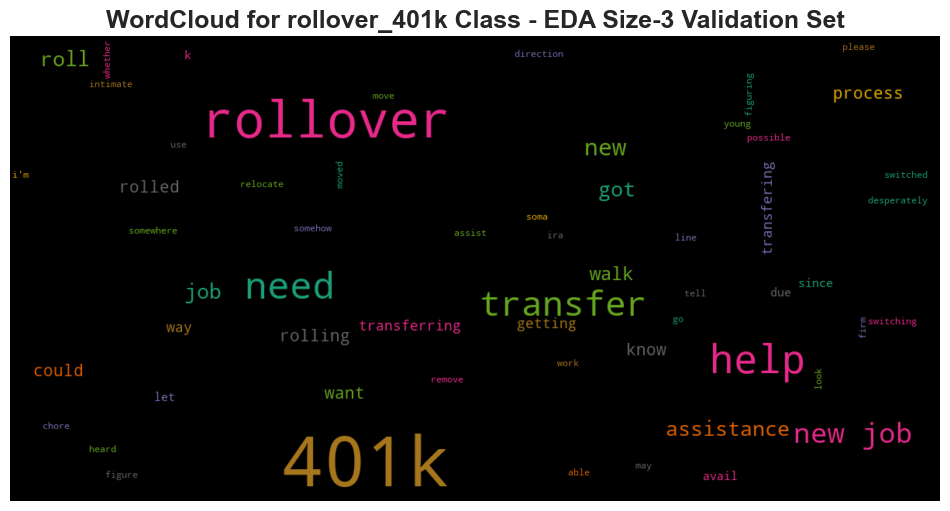 WordCloud for rollover_401k Class - EDA Size-3 Validation Set
roll
whether
k
direction
please
intimate
move
figuring
process
rollover
young
possible
use
new
i'm
rolled
relocate
moved
got
transfering
switched
desperately
soma
somewhere
somehow
assist
ira
line
job
need
walk
transfer
tell
due
since
way
rolling
transferring
getting
go
firm
switching
know
help
could
work
remove
look
let
want
chore
assistance
new job
heard
401k
figure
able
may
avail